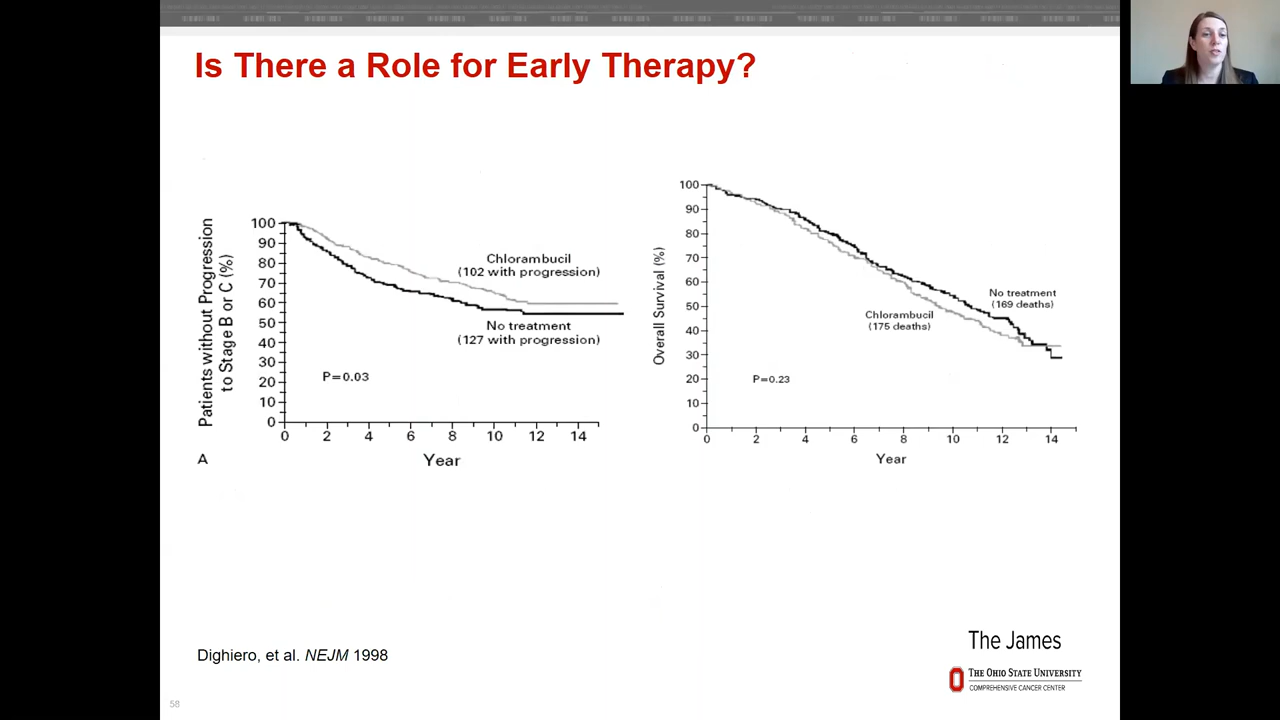 Is There a Role for Early Therapy?
Patients without Progression
to Stage B or C (%)
100
90
80
70
60
50
40
30
20
10
0
Chlorambucil
(102 with progression)
No treatment
(127 with progression)
P=0.03
0 2 4 6 8 10 12 14
A
Year
Overall Survival (%)
100
90
80
70
60
50
40
30
20
10
0
No treatment
(169 deaths)
Chlorambucil
(175 deaths)
P=0.23
0 2 4 6 8 10 12 14
Year
Dighiero, et al. NEJM 1998
The James
THE OHIO STATE UNIVERSITY
COMPREHENSIVE CANCER CENTER
58